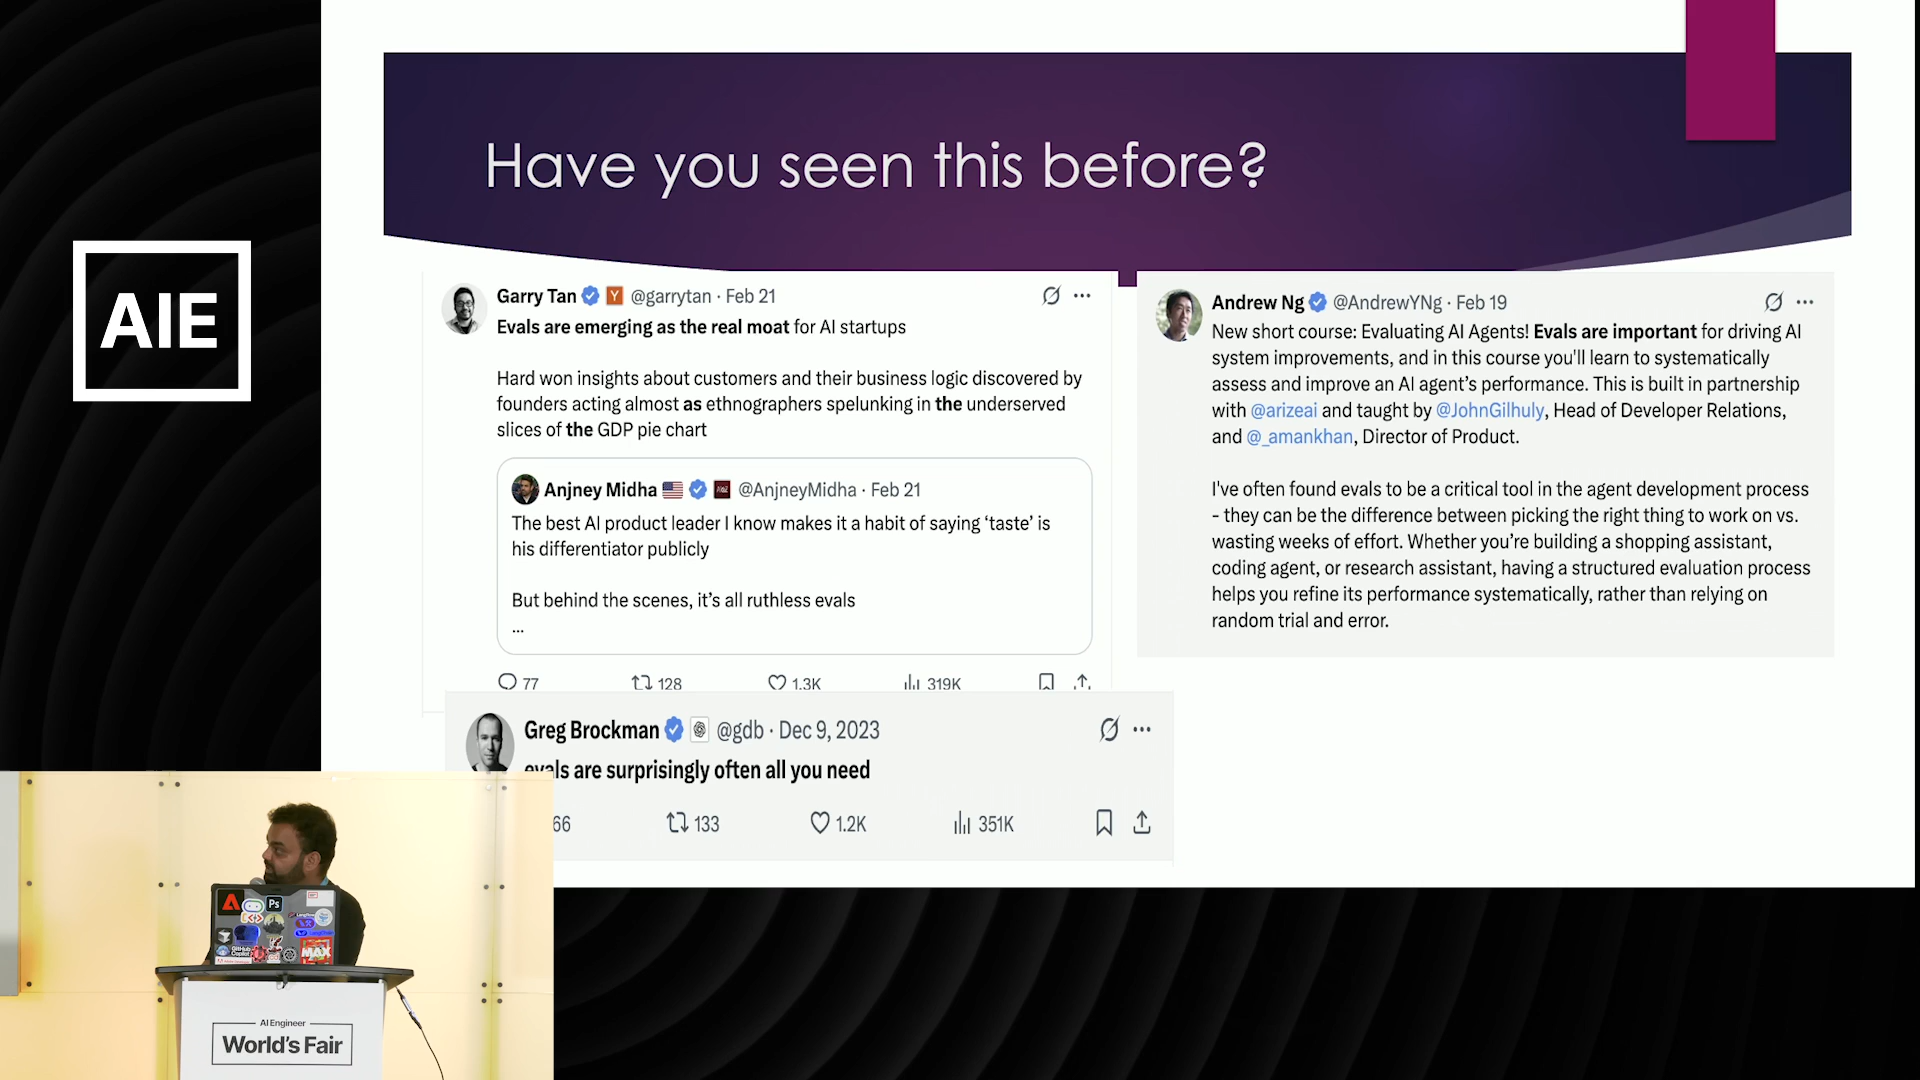 AIE
Have you seen this before?
Garry Tan @garrytan · Feb 21
Evals are emerging as the real moat for AI startups
Hard won insights about customers and their business logic discovered by
founders acting almost as ethnographers spelunking in the underserved
slices of the GDP pie chart
Anjney Midha @AnjneyMidha · Feb 21
The best AI product leader I know makes it a habit of saying ‘taste’ is
his differentiator publicly
But behind the scenes, it’s all ruthless evals
...
77 128 1.3K 319K
Andrew Ng @AndrewYNg · Feb 19
New short course: Evaluating AI Agents! Evals are important for driving AI
system improvements, and in this course you'll learn to systematically
assess and improve an AI agent’s performance. This is built in partnership
with @arizeai and taught by @JohnGilhuly, Head of Developer Relations,
and @_amankhan, Director of Product.
I've often found evals to be a critical tool in the agent development process
- they can be the difference between picking the right thing to work on vs.
wasting weeks of effort. Whether you’re building a shopping assistant,
coding agent, or research assistant, having a structured evaluation process
helps you refine its performance systematically, rather than relying on
random trial and error.
Greg Brockman @gdb · Dec 9, 2023
evals are surprisingly often all you need
66 133 1.2K 351K
Ps
GitHub
Copilot
MAX
AI Engineer
World's Fair